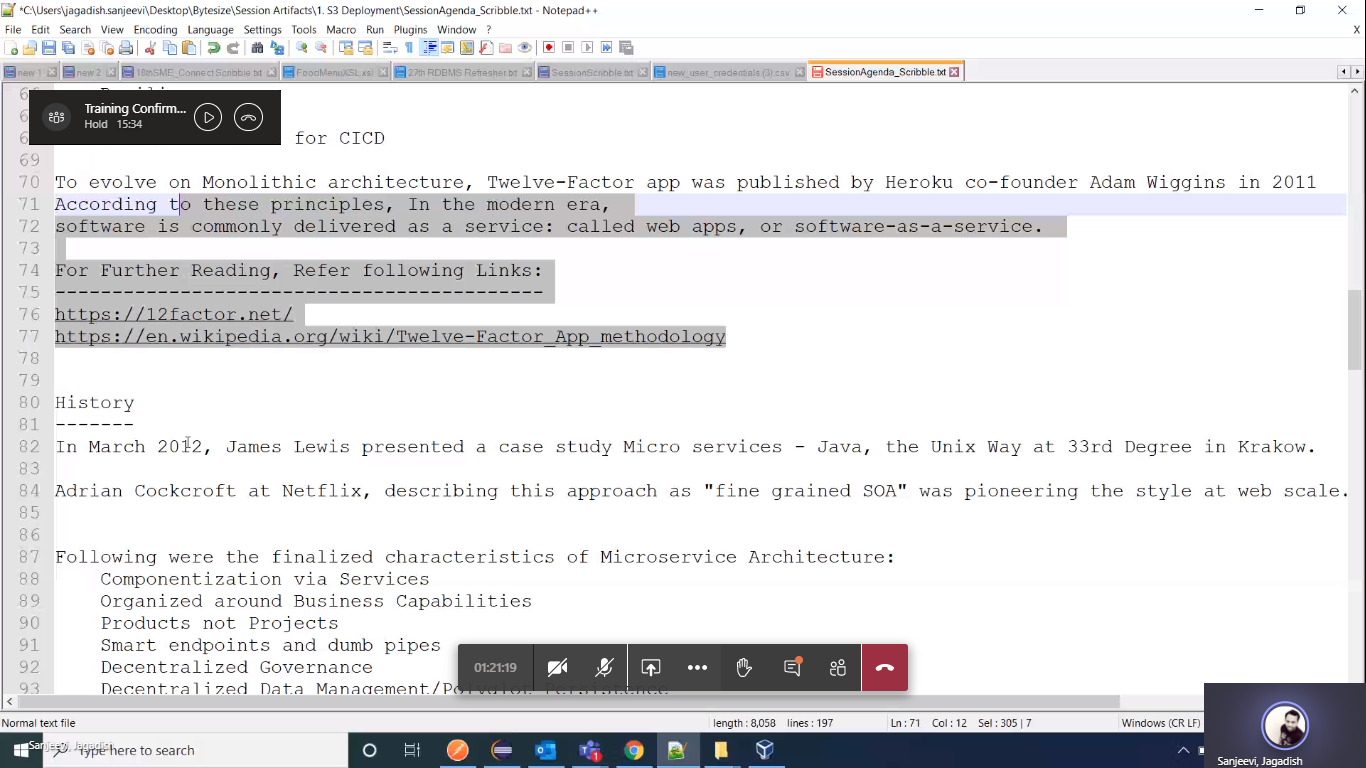 *C:\Users\jagadish.sanjeevi\Desktop\Bytesize\Session Artifacts\1. S3 Deployment\SessionAgenda_Scribble.txt - Notepad++
File Edit Search View Encoding Language Settings Tools Macro Run Plugins Window ? X
new 1 new 2 18thSME_ConnectScribble.txt FoodMenuXSL.xsl 27th RDBMS Refresher.txt SessionScribble.txt new_user_credentials (3).csv SessionAgenda_Scribble.txt
Training Confirm...
Hold 15:34
for CICD
69
70 To evolve on Monolithic architecture, Twelve-Factor app was published by Heroku co-founder Adam Wiggins in 2011
71 According to these principles, In the modern era,
72 software is commonly delivered as a service: called web apps, or software-as-a-service.
73
74 For Further Reading, Refer following Links:
75 -------------------------------------------
76 https://12factor.net/
77 https://en.wikipedia.org/wiki/Twelve-Factor_App_methodology
78
79
80 History
81 -------
82 In March 2012, James Lewis presented a case study Micro services - Java, the Unix Way at 33rd Degree in Krakow.
83
84 Adrian Cockcroft at Netflix, describing this approach as "fine grained SOA" was pioneering the style at web scale.
85
86
87 Following were the finalized characteristics of Microservice Architecture:
88 Componentization via Services
89 Organized around Business Capabilities
90 Products not Projects
91 Smart endpoints and dumb pipes
92 Decentralized Governance
93 Decentralized Data Management/Polyglot Persistence
01:21:19
Normal text file length : 8,058 lines : 197 Ln : 71 Col : 12 Sel : 305 | 7 Windows (CR LF)
Sanjeevi, Jagadish
Type here to search
Sanjeevi, Jagadish